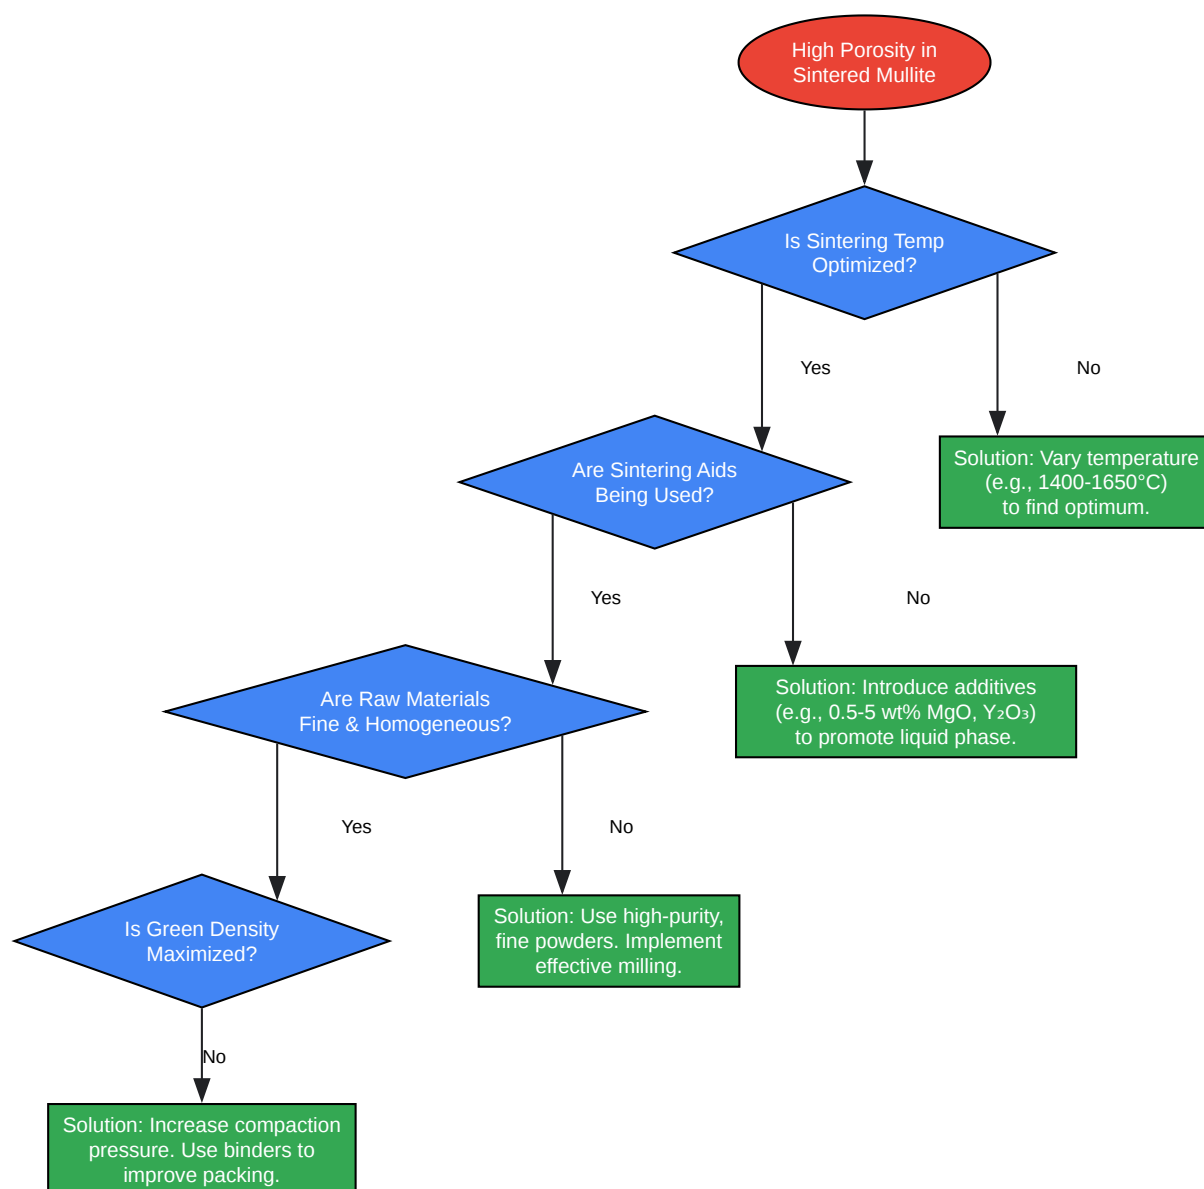 High Porosity in
Sintered Mullite
Is Sintering Temp
Optimized?
Yes
No
Are Sintering Aids
Being Used?
Solution: Vary temperature
(e.g., 1400-1650°C)
to find optimum.
Yes
No
Are Raw Materials
Fine & Homogeneous?
Solution: Introduce additives
(e.g., 0.5-5 wt% MgO, Y₂O₃)
to promote liquid phase.
Yes
No
Is Green Density
Maximized?
Solution: Use high-purity,
fine powders. Implement
effective milling.
No
Solution: Increase compaction
pressure. Use binders to
improve packing.